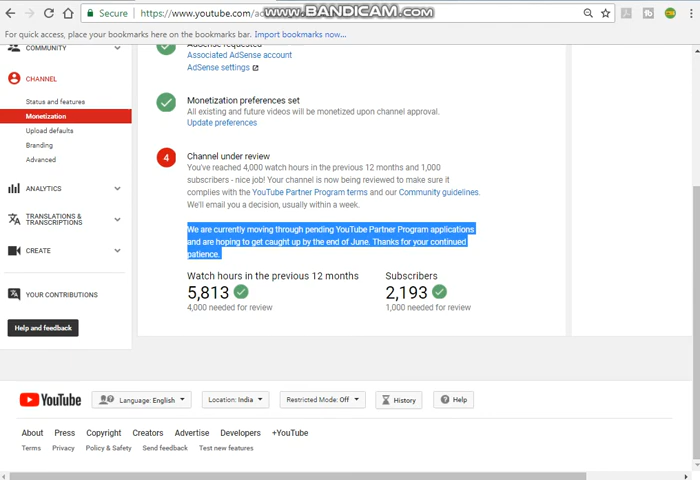 Secure
https://www.youtube.com/ad
www.BANDICAM.com
For quick access, place your bookmarks here on the bookmarks bar. Import bookmarks now...
COMMUNITY
CHANNEL
Status and features
Monetization
Upload defaults
Branding
Advanced
ANALYTICS
TRANSLATIONS &
TRANSCRIPTIONS
CREATE
YOUR CONTRIBUTIONS
Help and feedback
AdSense requested
Associated AdSense account
AdSense settings
Monetization preferences set
All existing and future videos will be monetized upon channel approval.
Update preferences
4
Channel under review
You've reached 4,000 watch hours in the previous 12 months and 1,000
subscribers - nice job! Your channel is now being reviewed to make sure it
complies with the YouTube Partner Program terms and our Community guidelines.
We'll email you a decision, usually within a week.
We are currently moving through pending YouTube Partner Program applications
and are hoping to get caught up by the end of June. Thanks for your continued
patience.
Watch hours in the previous 12 months
5,813
4,000 needed for review
Subscribers
2,193
1,000 needed for review
YouTube
Language: English
Location: India
Restricted Mode: Off
History
Help
About Press Copyright Creators Advertise Developers +YouTube
Terms Privacy Policy & Safety Send feedback Test new features